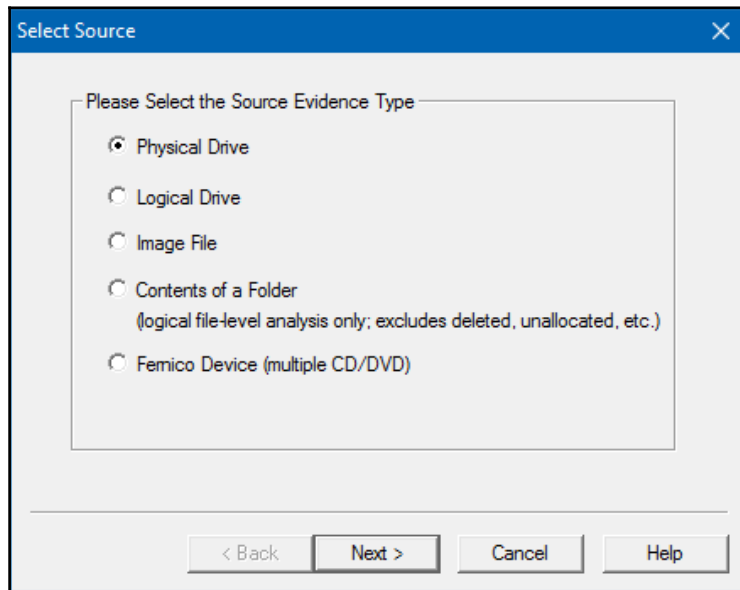 Select Source
Please Select the Source Evidence Type
Physical Drive
Logical Drive
Image File
Contents of a Folder
(logical file-level analysis only; excludes deleted, unallocated, etc.)
Fernico Device (multiple CD/DVD)
< Back Next > Cancel Help